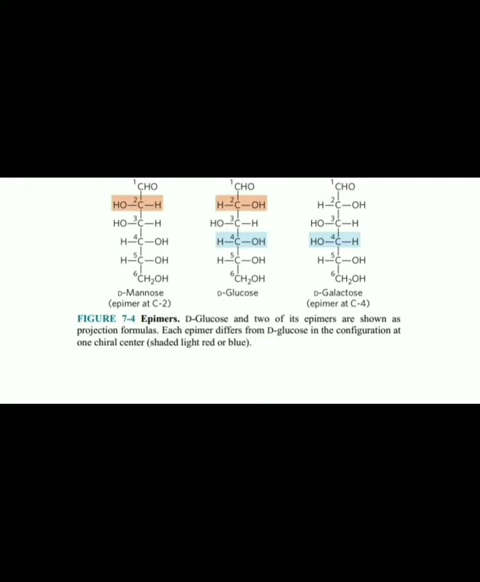 ¹CHO ¹CHO ¹CHO
HO—²C—H H—²C—OH H—²C—OH
HO—³C—H HO—³C—H HO—³C—H
H—⁴C—OH H—⁴C—OH HO—⁴C—H
H—⁵C—OH H—⁵C—OH H—⁵C—OH
⁶CH₂OH ⁶CH₂OH ⁶CH₂OH
D-Mannose D-Glucose D-Galactose
(epimer at C-2) (epimer at C-4)
FIGURE 7-4 Epimers. D-Glucose and two of its epimers are shown as
projection formulas. Each epimer differs from D-glucose in the configuration at
one chiral center (shaded light red or blue).